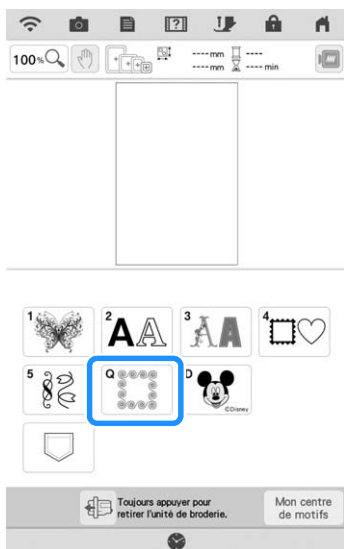 100%
----mm ----
----mm ----min
1
2 AA
3 AA
4
5
Q
D
©Disney
Toujours appuyer pour
retirer l'unité de broderie.
Mon centre
de motifs